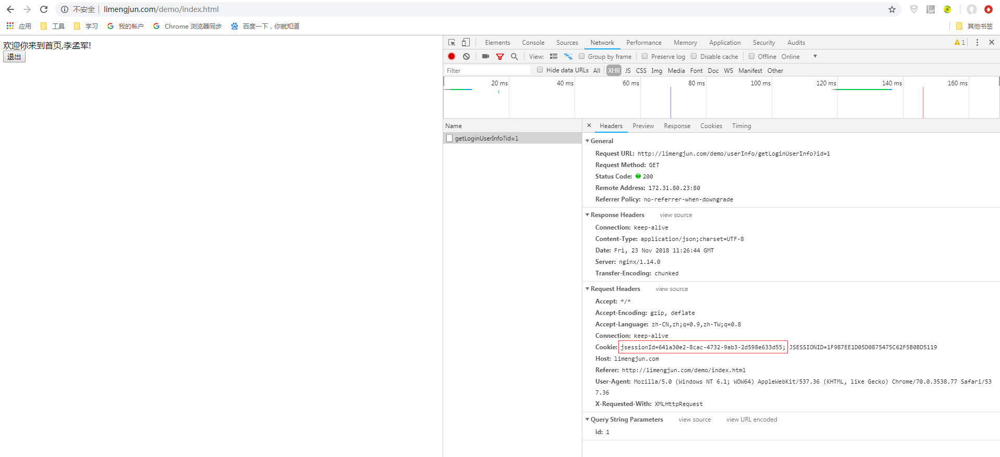 不安全 limengjun.com/demo/index.html
应用 工具 学习 我的帐户 Chrome 浏览器同步 百度一下，你就知道 其他书签
欢迎你来到首页,李孟军!
退出
Elements Console Sources Network Performance Memory Application Security Audits 1
View: Group by frame Preserve log Disable cache Offline Online
Filter Hide data URLs All XHR JS CSS Img Media Font Doc WS Manifest Other
20 ms 40 ms 60 ms 80 ms 100 ms 120 ms 140 ms 160 ms
Name
getLoginUserInfo?id=1
Headers Preview Response Cookies Timing
General
Request URL: http://limengjun.com/demo/userInfo/getLoginUserInfo?id=1
Request Method: GET
Status Code: 200
Remote Address: 172.31.80.23:80
Referrer Policy: no-referrer-when-downgrade
Response Headers view source
Connection: keep-alive
Content-Type: application/json;charset=UTF-8
Date: Fri, 23 Nov 2018 11:26:44 GMT
Server: nginx/1.14.0
Transfer-Encoding: chunked
Request Headers view source
Accept: */*
Accept-Encoding: gzip, deflate
Accept-Language: zh-CN,zh;q=0.9,zh-TW;q=0.8
Connection: keep-alive
Cookie: jsessionId=641a30e2-8cac-4732-9ab3-2d598e633d55; JSESSIONID=1F987EE1D05D0875475C62F5B0BD5119
Host: limengjun.com
Referer: http://limengjun.com/demo/index.html
User-Agent: Mozilla/5.0 (Windows NT 6.1; WOW64) AppleWebKit/537.36 (KHTML, like Gecko) Chrome/70.0.3538.77 Safari/53
7.36
X-Requested-With: XMLHttpRequest
Query String Parameters view source view URL encoded
id: 1